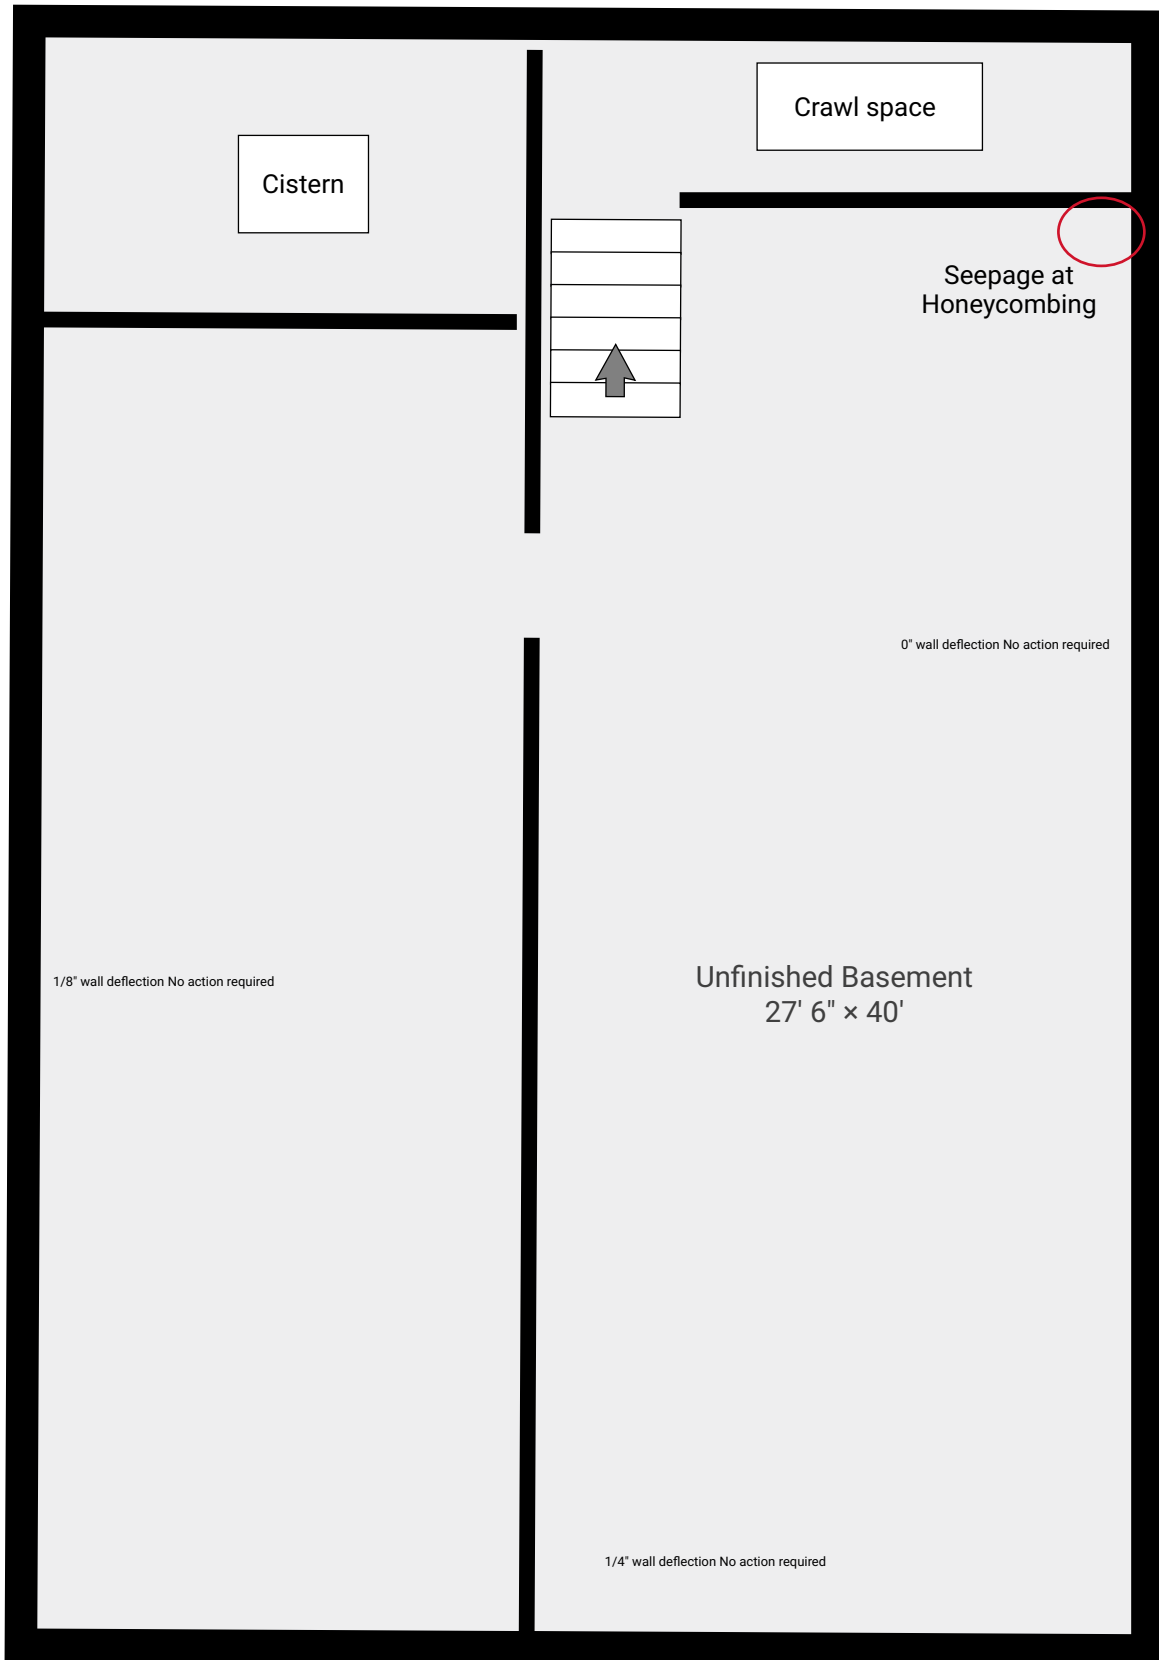 Crawl space
Cistern
Seepage at
Honeycombing
0" wall deflection No action required
1/8" wall deflection No action required
Unfinished Basement
27' 6" × 40'
1/4" wall deflection No action required